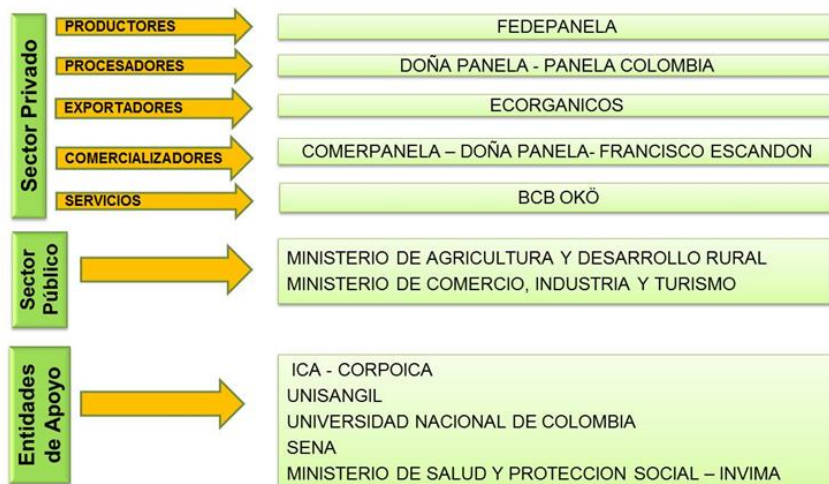 Sector Privado
PRODUCTORES
FEDEPANELA
PROCESADORES
DOÑA PANELA - PANELA COLOMBIA
EXPORTADORES
ECORGANICOS
COMERCIALIZADORES
COMERPANELA – DOÑA PANELA- FRANCISCO ESCANDON
SERVICIOS
BCB OKÖ
Sector
Público
MINISTERIO DE AGRICULTURA Y DESARROLLO RURAL
MINISTERIO DE COMERCIO, INDUSTRIA Y TURISMO
Entidades
de Apoyo
ICA - CORPOICA
UNISANGIL
UNIVERSIDAD NACIONAL DE COLOMBIA
SENA
MINISTERIO DE SALUD Y PROTECCION SOCIAL – INVIMA